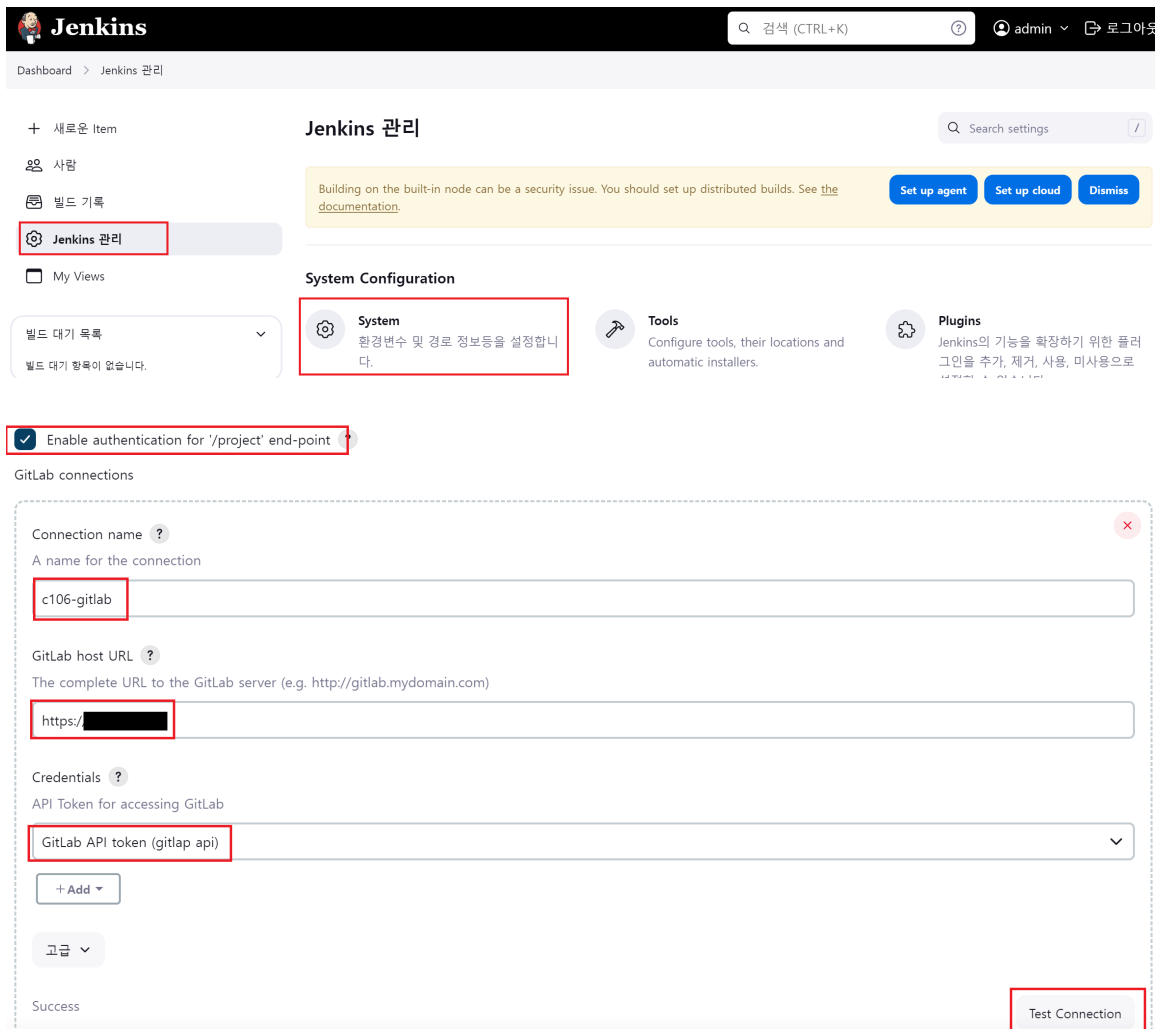 Jenkins
검색 (CTRL+K)
admin
로그아웃
Dashboard > Jenkins 관리
새로운 Item
사람
빌드 기록
Jenkins 관리
My Views
빌드 대기 목록
빌드 대기 항목이 없습니다.
Jenkins 관리
Search settings
/
Building on the built-in node can be a security issue. You should set up distributed builds. See the
documentation.
Set up agent
Set up cloud
Dismiss
System Configuration
System
환경변수 및 경로 정보등을 설정합니
다.
Tools
Configure tools, their locations and
automatic installers.
Plugins
Jenkins의 기능을 확장하기 위한 플러
그인을 추가, 제거, 사용, 미사용으로
Enable authentication for '/project' end-point ?
GitLab connections
Connection name ?
A name for the connection
c106-gitlab
GitLab host URL ?
The complete URL to the GitLab server (e.g. http://gitlab.mydomain.com)
https://
Credentials ?
API Token for accessing GitLab
GitLab API token (gitlap api)
+ Add
고급
Success
Test Connection